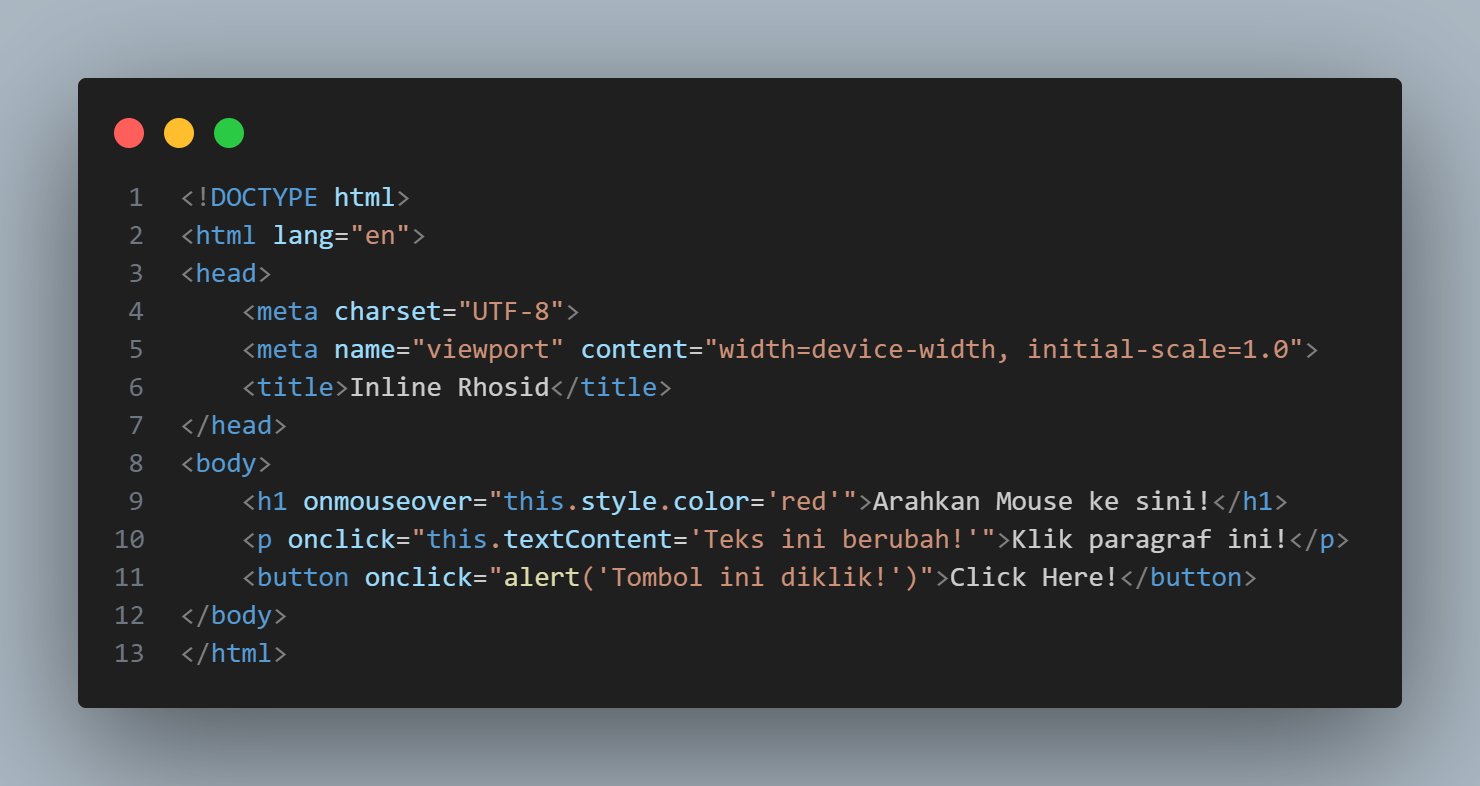 1 <!DOCTYPE html>
2 <html lang="en">
3 <head>
4     <meta charset="UTF-8">
5     <meta name="viewport" content="width=device-width, initial-scale=1.0">
6     <title>Inline Rhosid</title>
7 </head>
8 <body>
9     <h1 onmouseover="this.style.color='red'">Arahkan Mouse ke sini!</h1>
10     <p onclick="this.textContent='Teks ini berubah!'">Klik paragraf ini!</p>
11     <button onclick="alert('Tombol ini diklik!')">Click Here!</button>
12 </body>
13 </html>